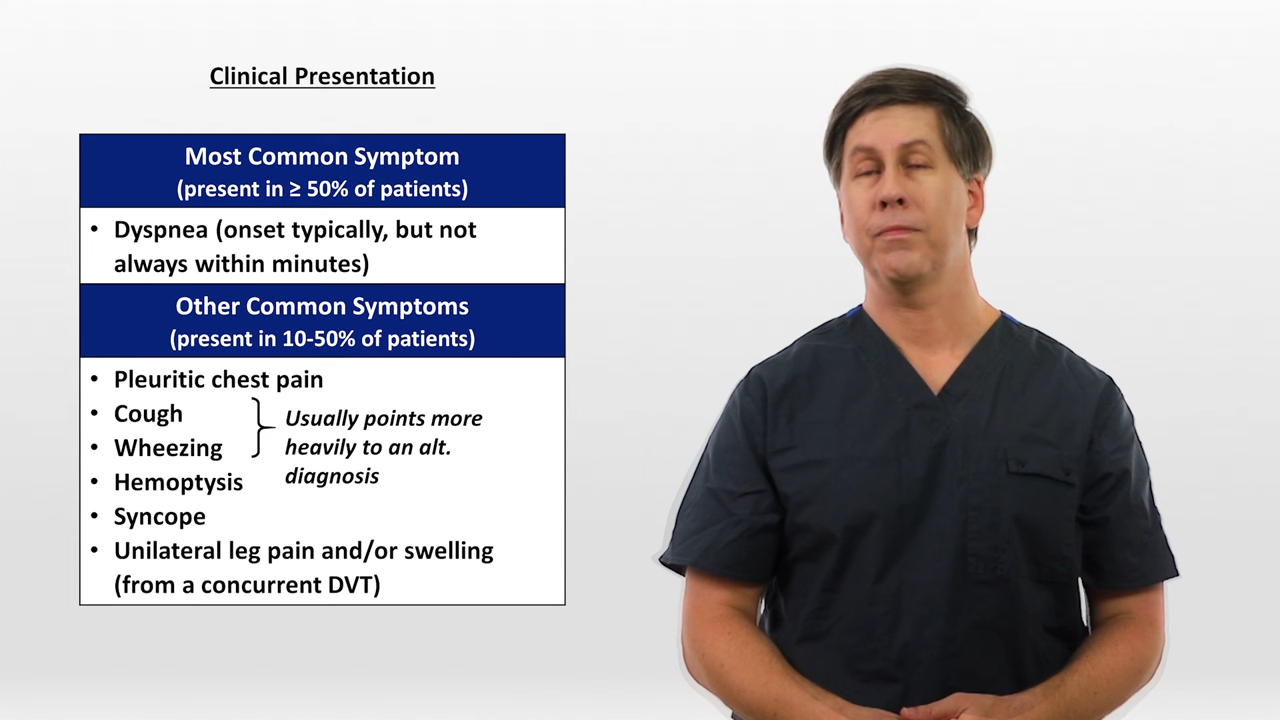 Clinical Presentation
Most Common Symptom
(present in ≥ 50% of patients)
• Dyspnea (onset typically, but not
always within minutes)
Other Common Symptoms
(present in 10-50% of patients)
• Pleuritic chest pain
• Cough
• Wheezing
Usually points more
heavily to an alt.
diagnosis
• Hemoptysis
• Syncope
• Unilateral leg pain and/or swelling
(from a concurrent DVT)